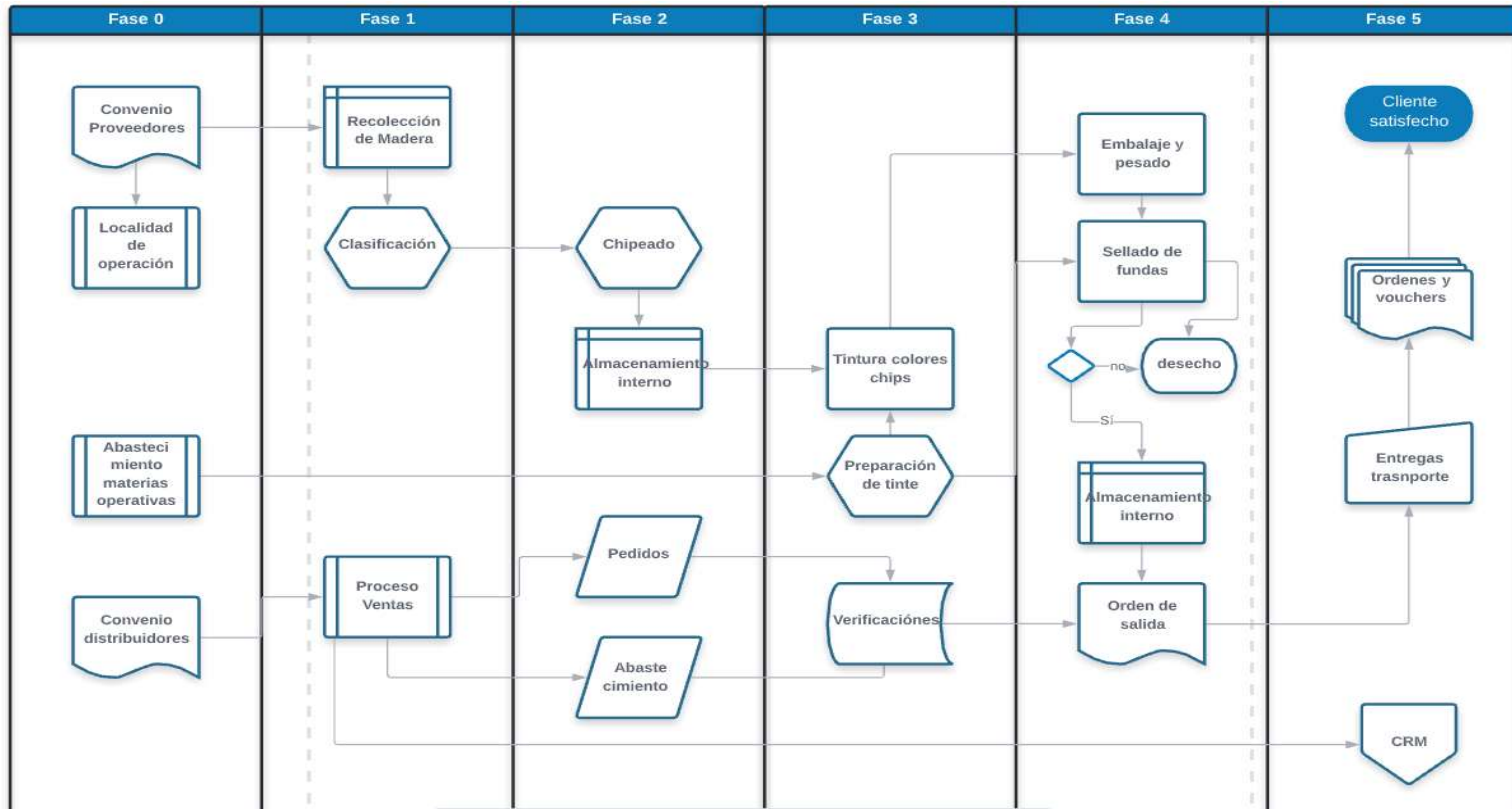 Fase 0
Fase 1
Fase 2
Fase 3
Fase 4
Fase 5
Convenio
Proveedores
Localidad
de
operación
Abasteci
miento
materias
operativas
Convenio
distribuidores
Recolección
de Madera
Clasificación
Proceso
Ventas
Chipeado
Almacenamiento
interno
Pedidos
Abaste
cimiento
Tintura colores
chips
Preparación
de tinte
Verificaciónes
Embalaje y
pesado
Sellado de
fundas
no
desecho
Sí
Almacenamiento
interno
Orden de
salida
Cliente
satisfecho
Ordenes y
vouchers
Entregas
trasnporte
CRM